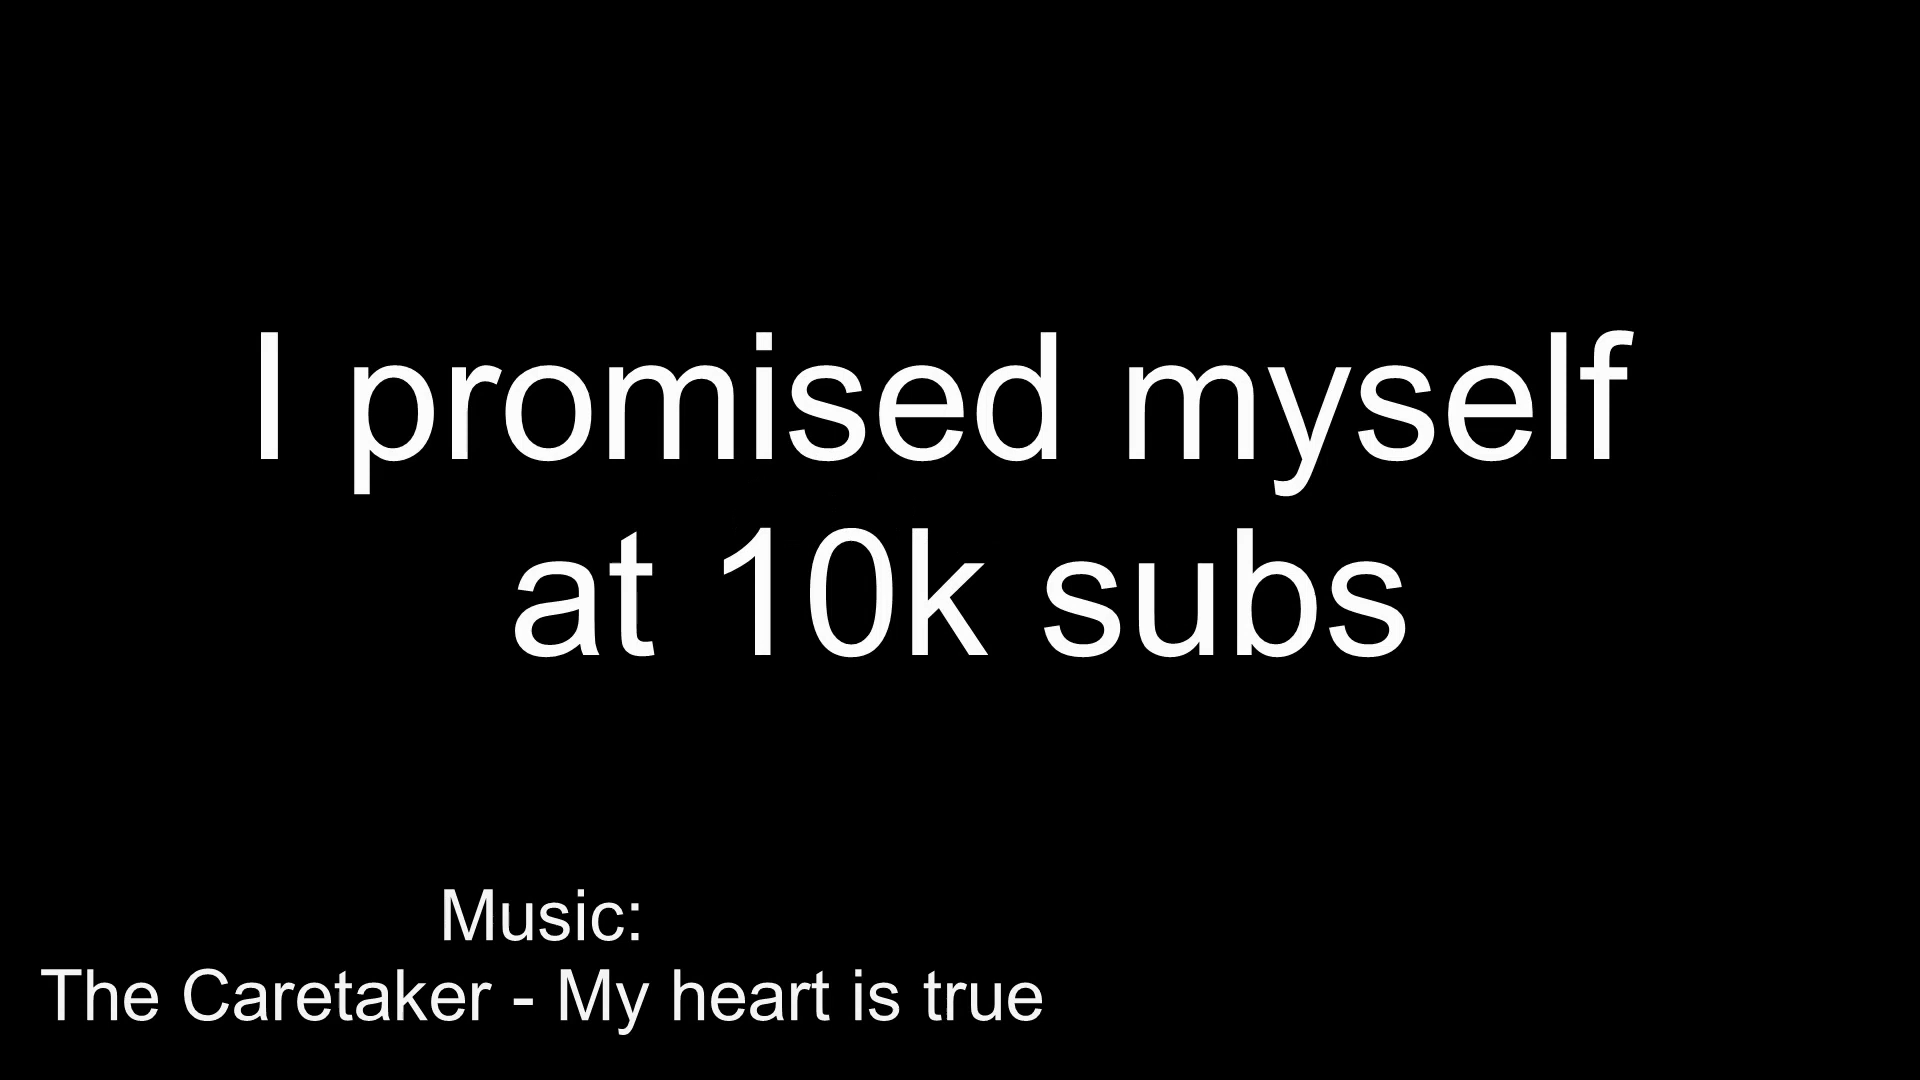 I promised myself
at 10k subs
Music:
The Caretaker - My heart is true